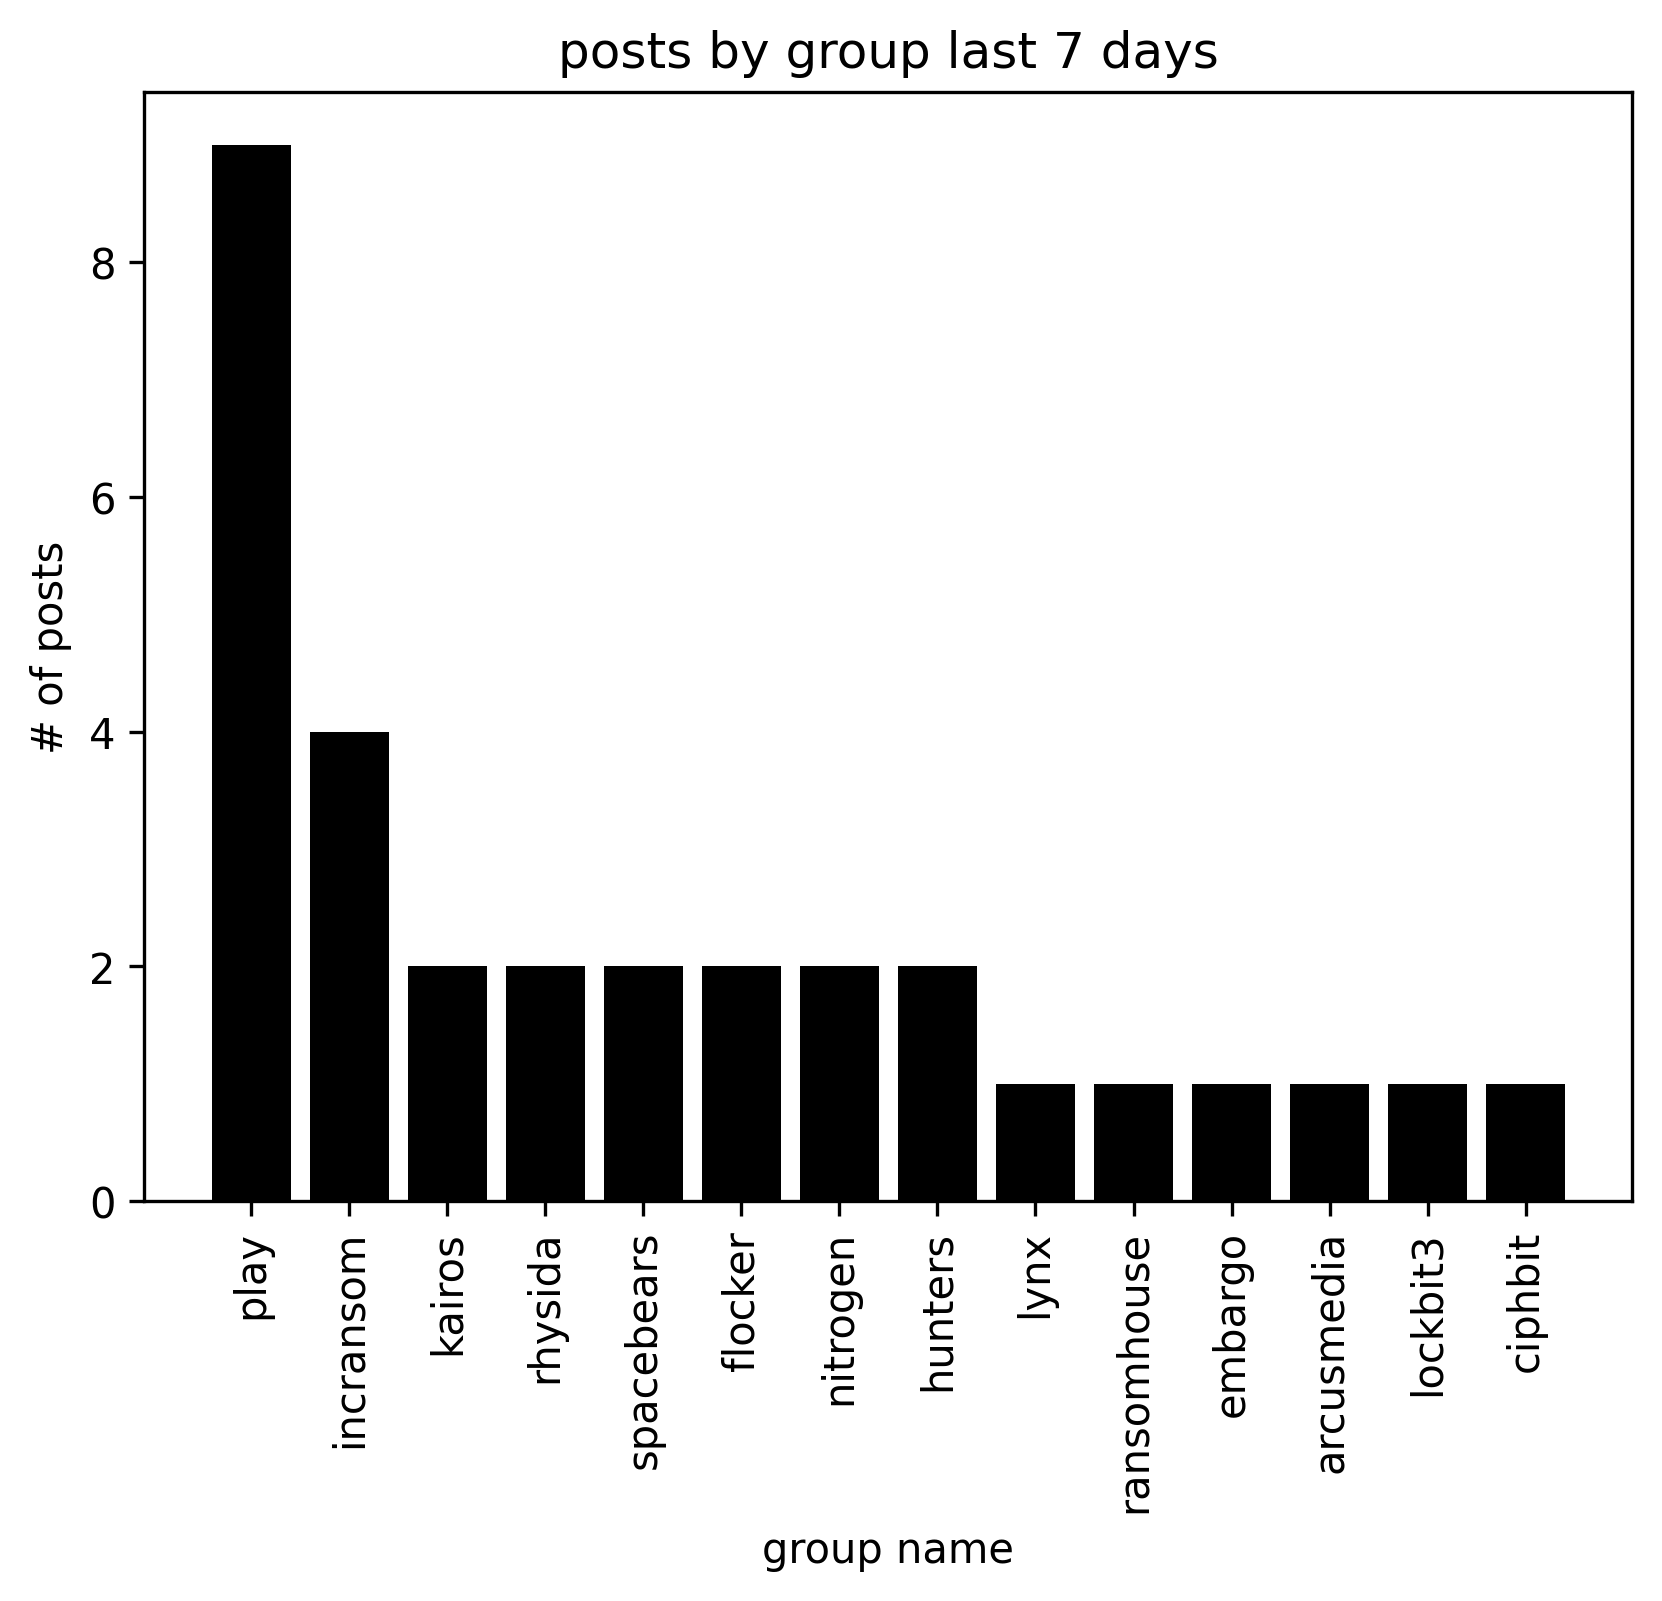 posts by group last 7 days
# of posts
8
6
4
2
0
play
incransom
kairos
rhysida
spacebears
flocker
nitrogen
hunters
lynx
ransomhouse
embargo
arcusmedia
lockbit3
ciphbit
group name